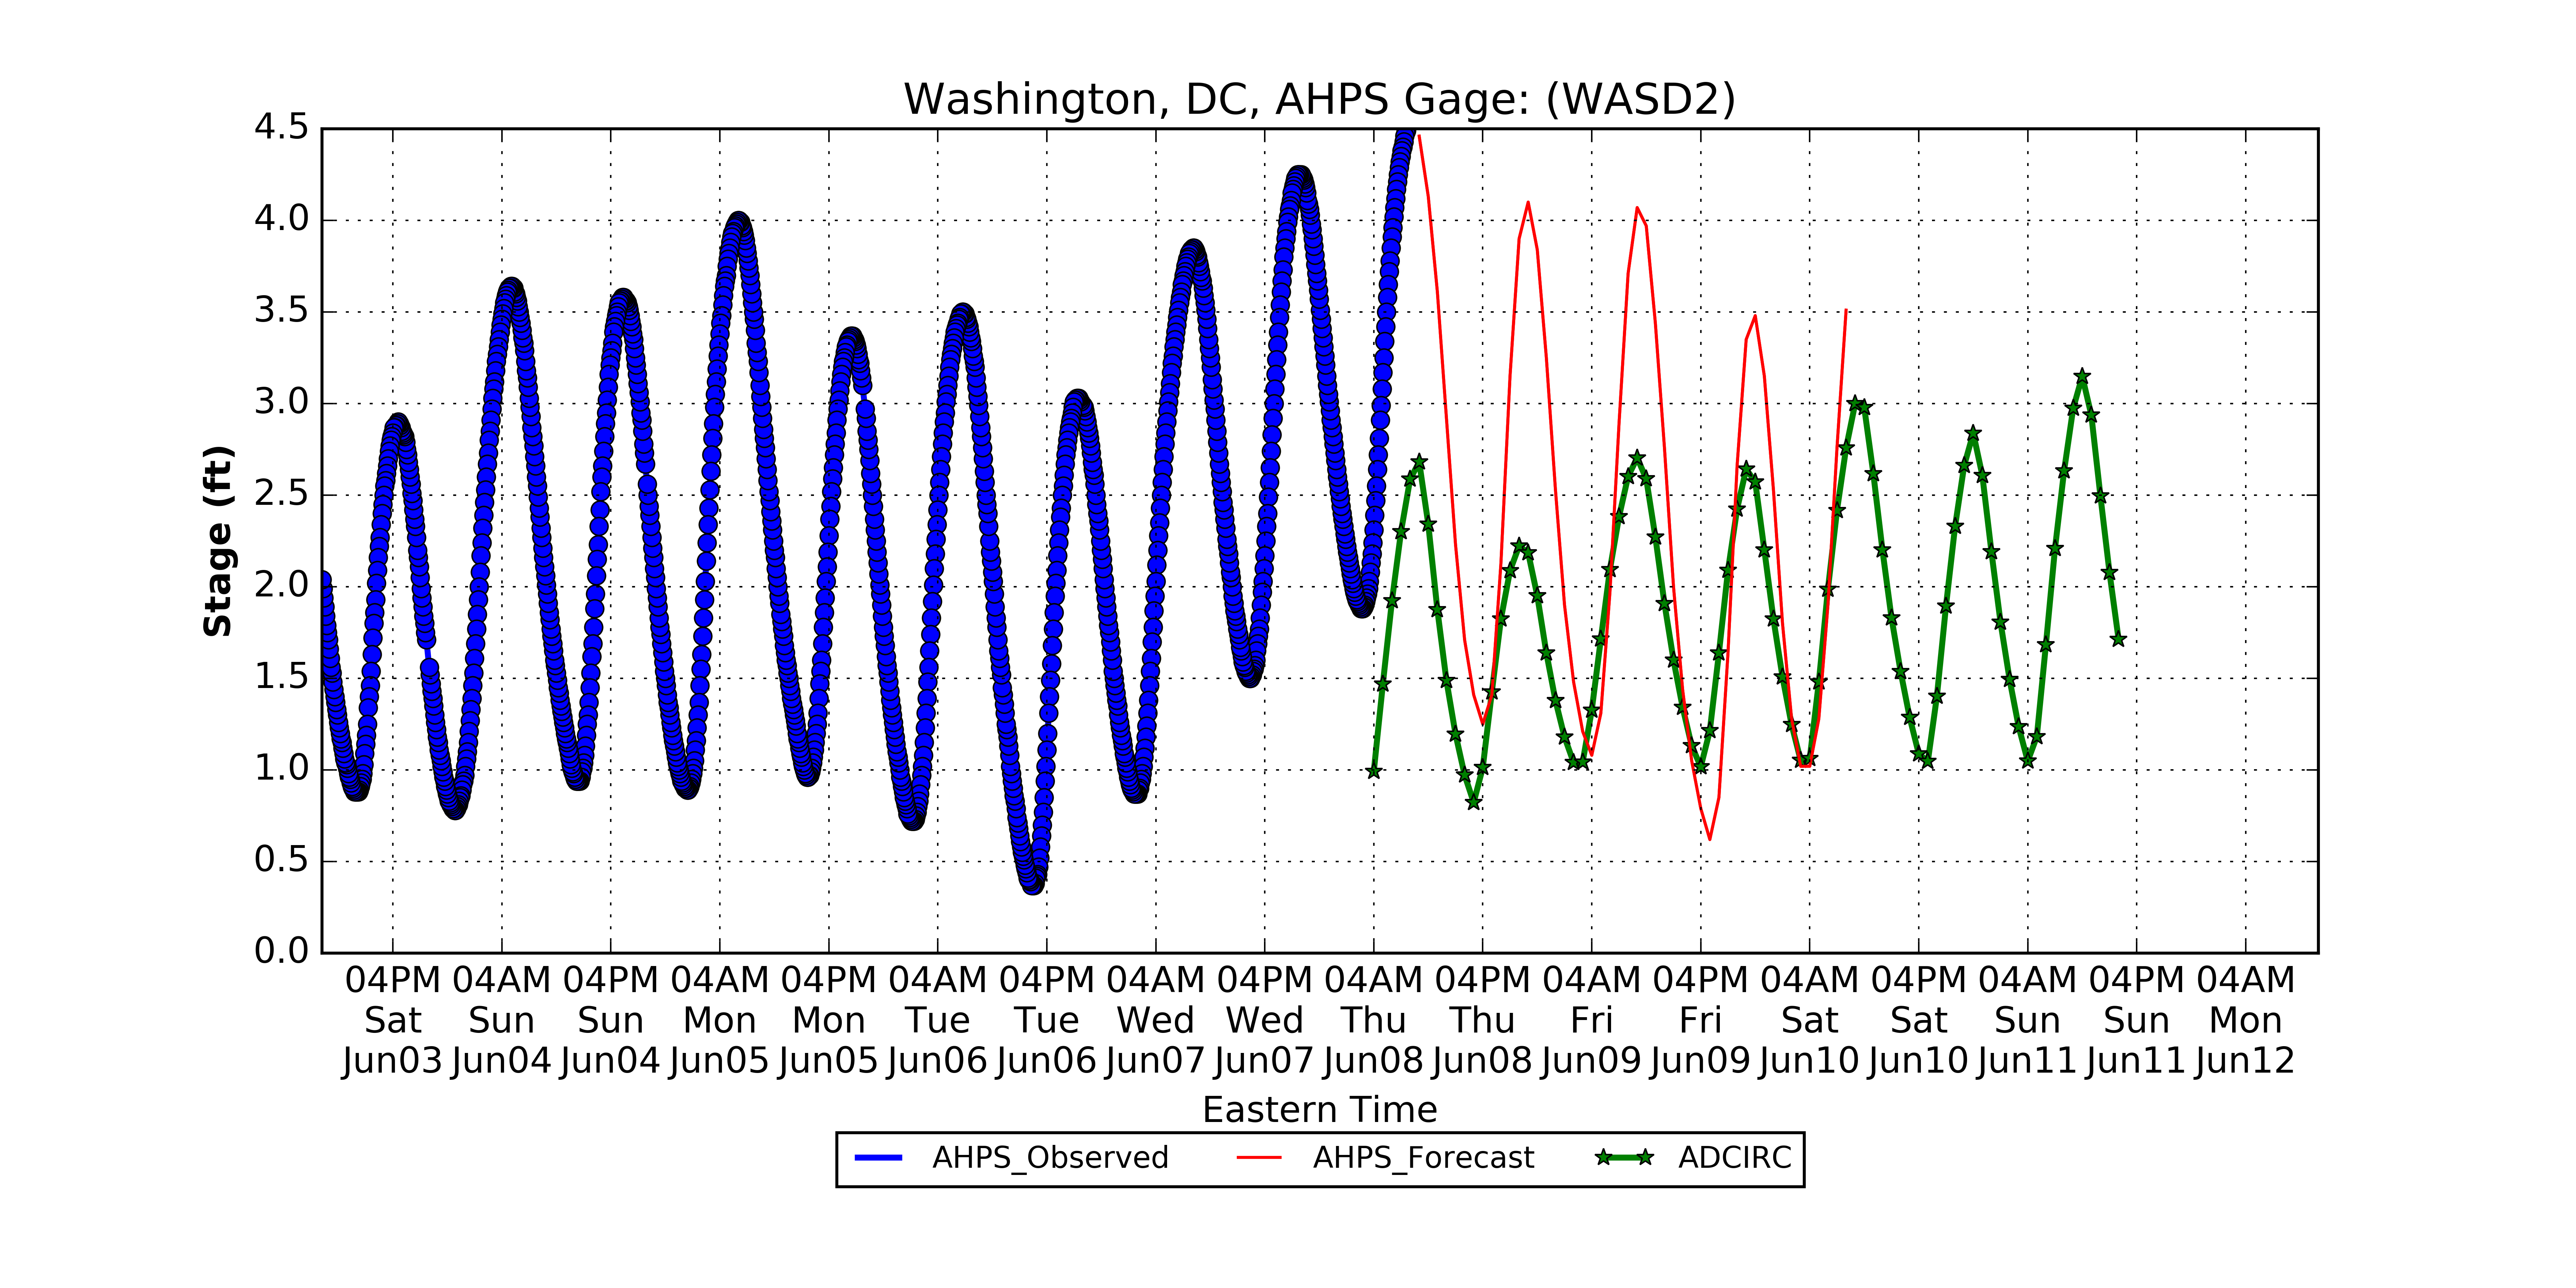 Washington, DC, AHPS Gage: (WASD2)
Stage (ft)
4.5
4.0
3.5
3.0
2.5
2.0
1.5
1.0
0.5
0.0
04PM 04AM 04PM 04AM 04PM 04AM 04PM 04AM 04PM 04AM 04PM 04AM 04PM 04AM 04PM 04AM 04PM 04AM
Sat Sun Sun Mon Mon Tue Tue Wed Wed Thu Thu Fri Fri Sat Sat Sun Sun Mon
Jun03 Jun04 Jun04 Jun05 Jun05 Jun06 Jun06 Jun07 Jun07 Jun08 Jun08 Jun09 Jun09 Jun10 Jun10 Jun11 Jun11 Jun12
Eastern Time
AHPS_Observed AHPS_Forecast ADCIRC